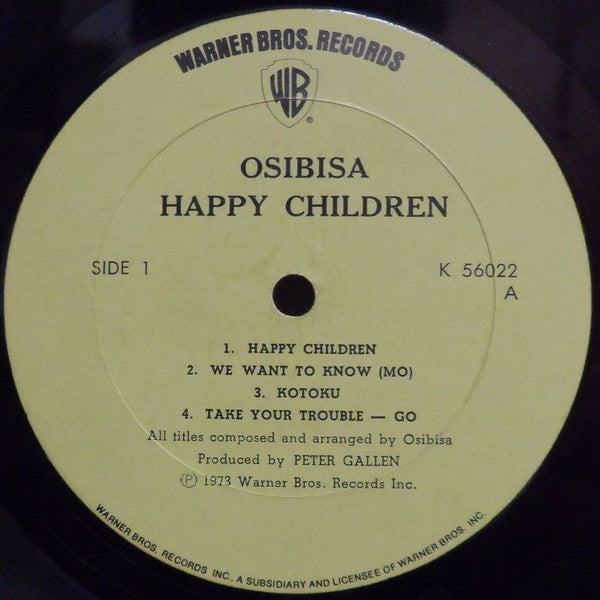 WARNER BROS. RECORDS
WB
®
OSIBISA
HAPPY CHILDREN
SIDE 1
K 56022
A
1. HAPPY CHILDREN
2. WE WANT TO KNOW (MO)
3. KOTOKU
4. TAKE YOUR TROUBLE — GO
All titles composed and arranged by Osibisa
Produced by PETER GALLEN
Ⓟ 1973 Warner Bros. Records Inc.
WARNER BROS. RECORDS INC., A SUBSIDIARY AND LICENSEE OF WARNER BROS. INC.